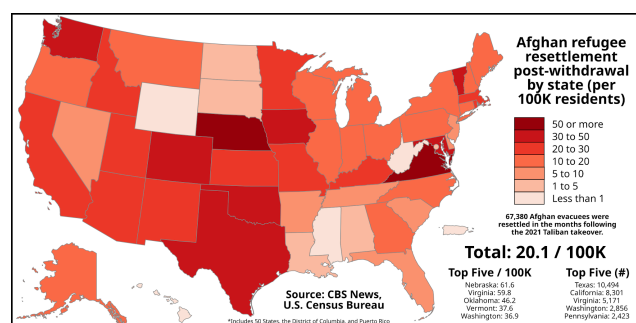 Afghan refugee
resettlement
post-withdrawal
by state (per
100K residents)
50 or more
30 to 50
20 to 30
10 to 20
5 to 10
1 to 5
Less than 1
67,380 Afghan evacuees were
resettled in the months following
the 2021 Taliban takeover.
Total: 20.1 / 100K
Top Five / 100K
Nebraska: 61.6
Virginia: 59.8
Oklahoma: 46.2
Vermont: 37.6
Washington: 36.9
Top Five (#)
Texas: 10,494
California: 8,301
Virginia: 5,171
Washington: 2,856
Pennsylvania: 2,423
Source: CBS News,
U.S. Census Bureau
*Includes 50 States, the District of Columbia, and Puerto Rico